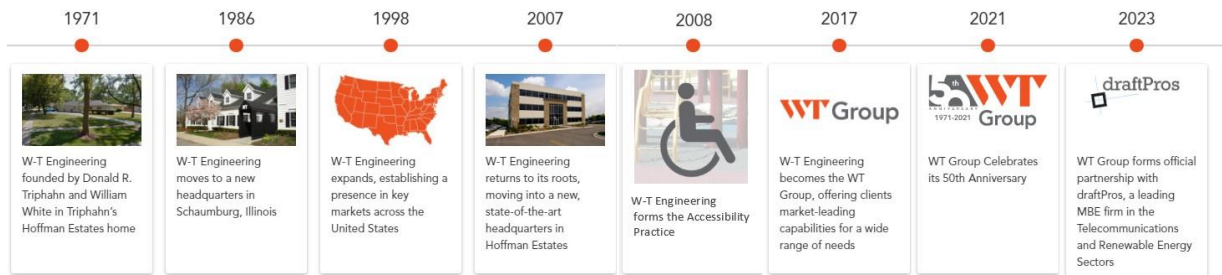 1971
W-T Engineering
founded by Donald R.
Triphahn and William
White in Triphahn's
Hoffman Estates home
1986
W-T Engineering
moves to a new
headquarters in
Schaumburg, Illinois
1998
W-T Engineering
expands, establishing a
presence in key
markets across the
United States
2007
W-T Engineering
returns to its roots,
moving into a new,
state-of-the-art
headquarters in
Hoffman Estates
2008
W-T Engineering
forms the Accessibility
Practice
2017
WT Group
W-T Engineering
becomes the WT
Group, offering clients
market-leading
capabilities for a wide
range of needs
2021
50th WT
ANNIVERSARY
1971-2021 Group
WT Group Celebrates
its 50th Anniversary
2023
draftPros
WT Group forms official
partnership with
draftPros, a leading
MBE firm in the
Telecommunications
and Renewable Energy
Sectors